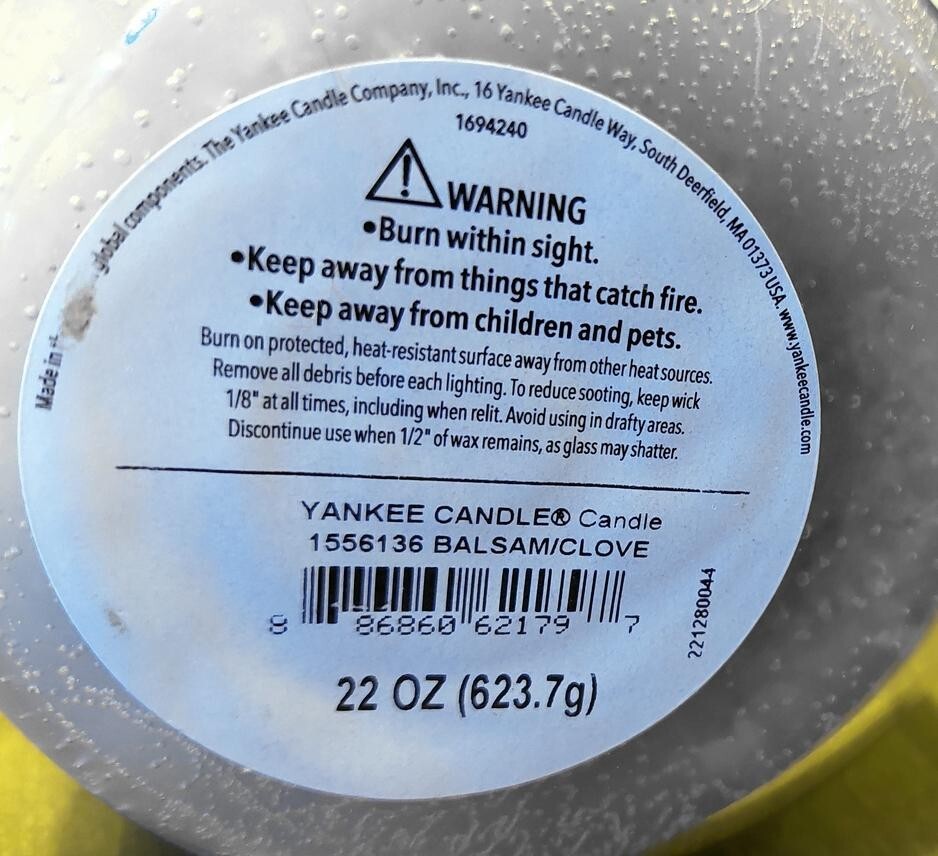 Made in
global components. The Yankee Candle Company, Inc., 16 Yankee Candle Way, South Deerfield, MA 01373 USA. www.yankeecandle.com
1694240
WARNING
•Burn within sight.
•Keep away from things that catch fire.
•Keep away from children and pets.
Burn on protected, heat-resistant surface away from other heat sources.
Remove all debris before each lighting. To reduce sooting, keep wick
1/8" at all times, including when relit. Avoid using in drafty areas.
Discontinue use when 1/2" of wax remains, as glass may shatter.
YANKEE CANDLE® Candle
1556136 BALSAM/CLOVE
8 86860 62179 7
221280044
22 OZ (623.7g)